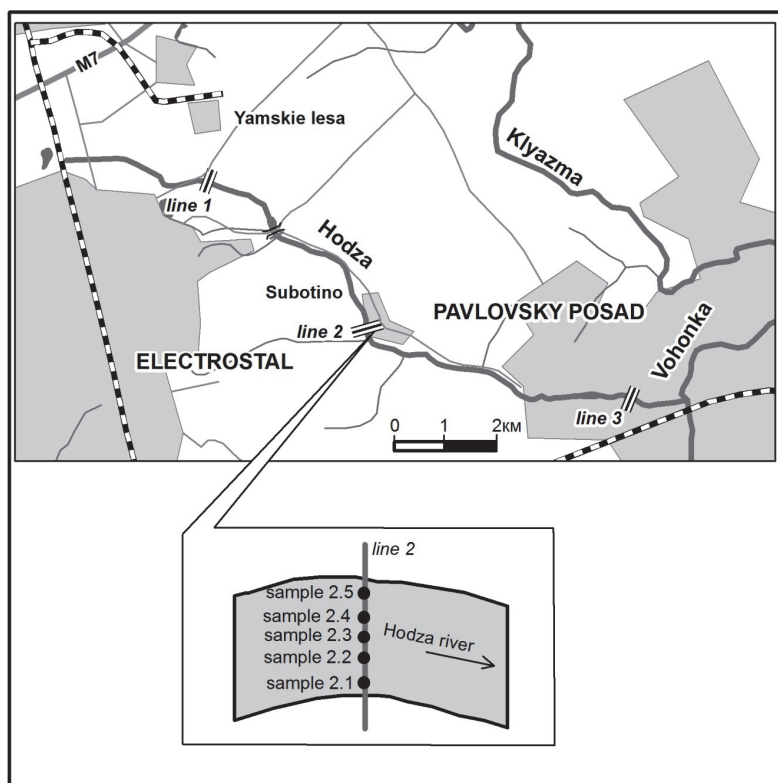 M7
Yamskie lesa
Klyazma
line 1
Hodza
Subotino
PAVLOVSKY POSAD
line 2
Vohonka
ELECTROSTAL
line 3
0 1 2км
line 2
sample 2.5
sample 2.4
sample 2.3
Hodza river
sample 2.2
sample 2.1